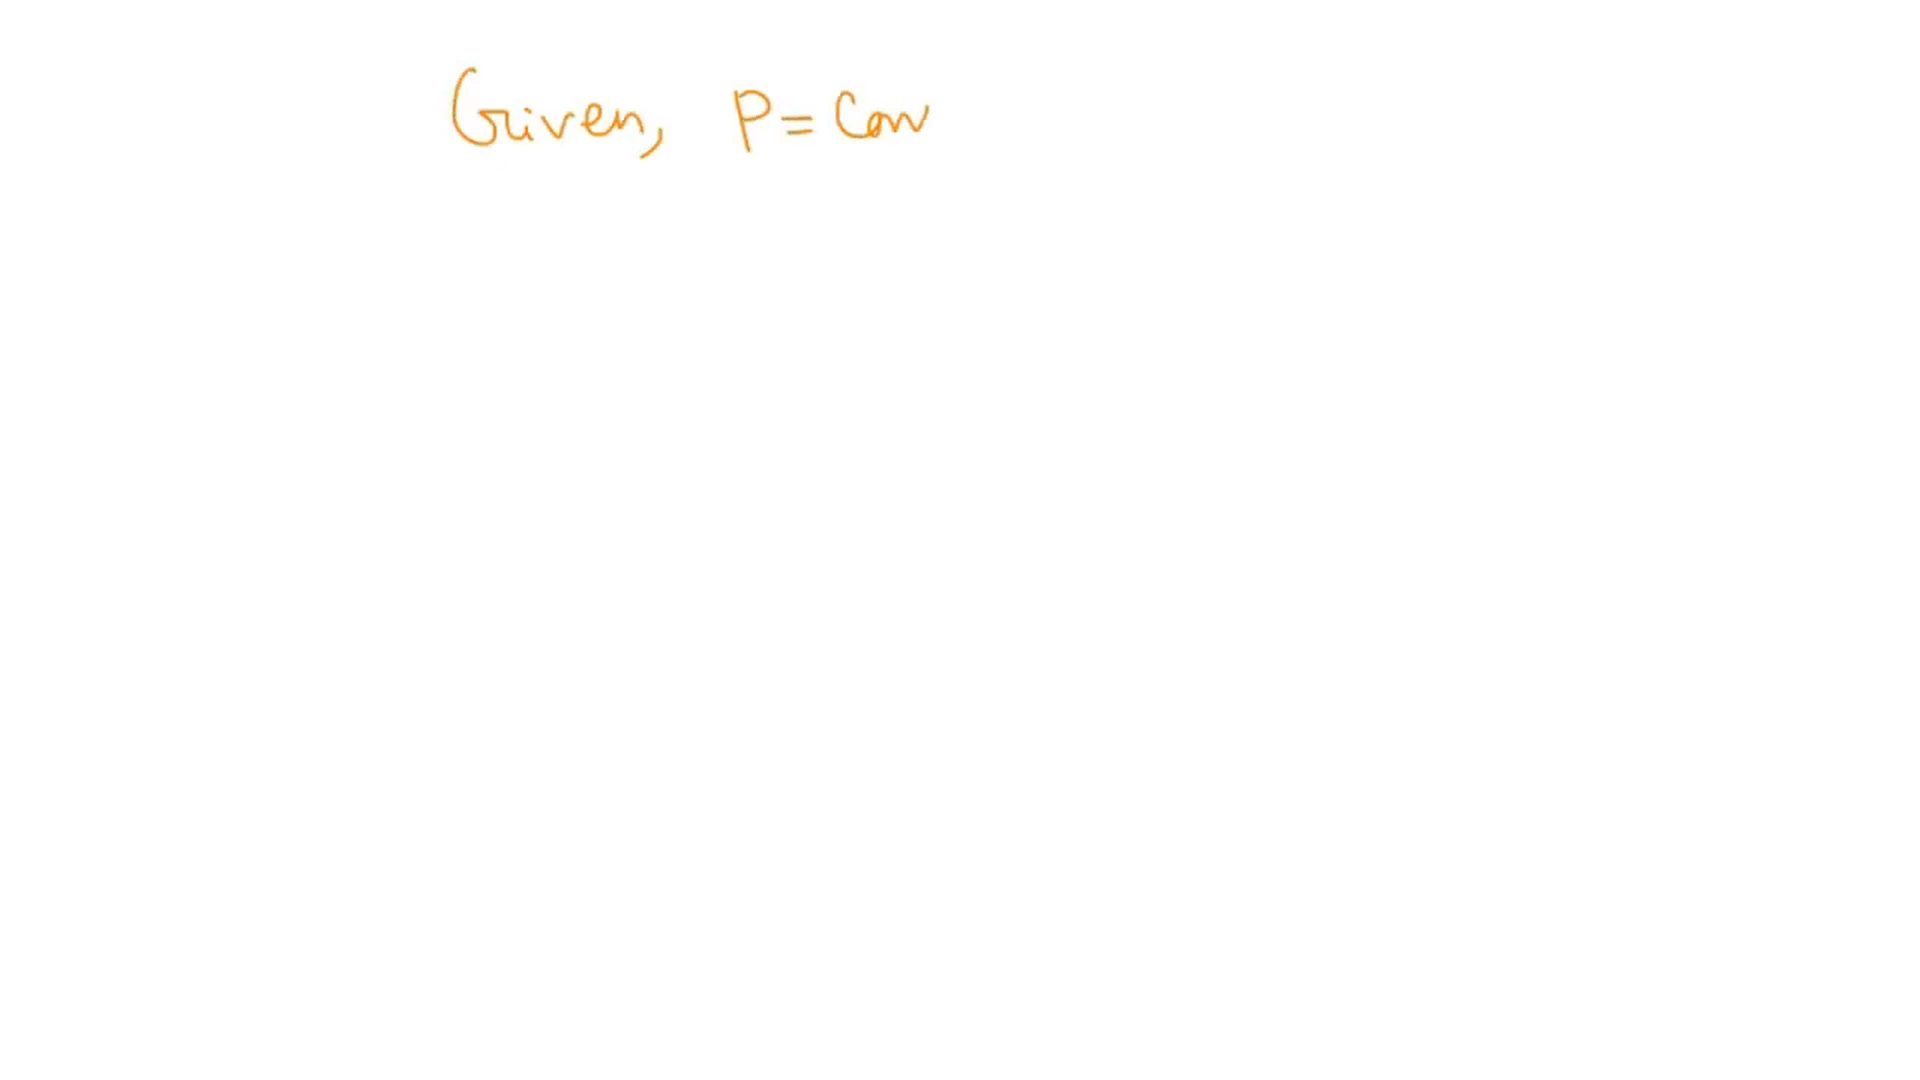 Given, P = Con